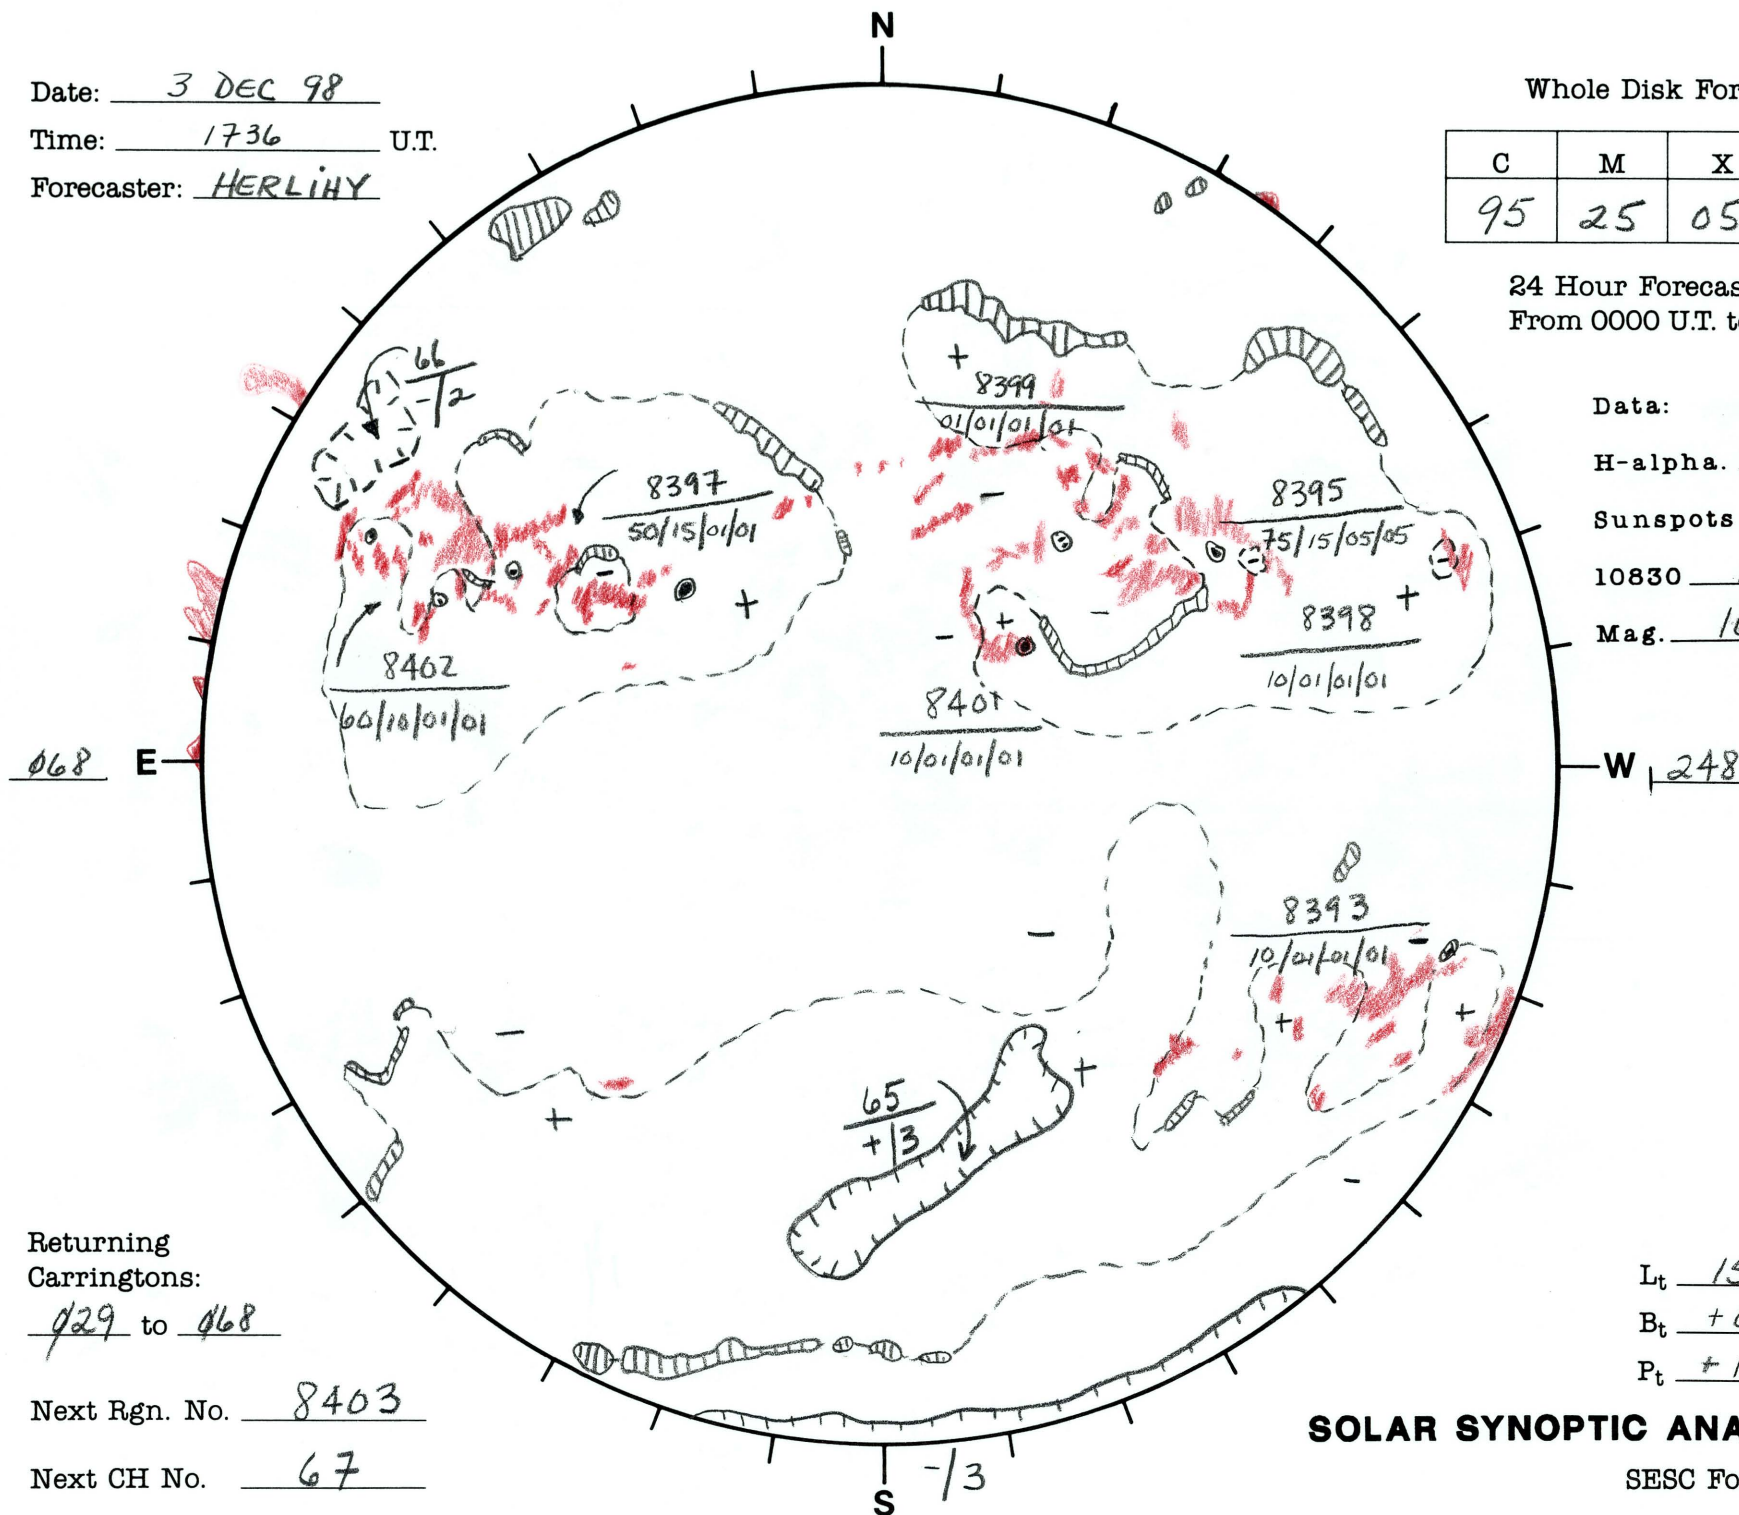 N
Date: 3 DEC 98
Time: 1736 U.T.
Forecaster: HERLiHY
Whole Disk For
C M X
95 25 05
24 Hour Forecas
From 0000 U.T. t
Data:
H-alpha.
Sunspots
10830
Mag.
66
-/2
8399
01/01/01/01
+
8397
50/15/01/01
-
8395
75/15/05/05
-
-
-
+
+
-
+
-
8398
10/01/01/01
8402
60/10/01/01
8401
10/01/01/01
Ø68 E W 248
8393
10/01/01/01
-
-
-
+
+
+
+
65
+/3
-
Returning
Carringtons:
Ø29 to Ø68
Next Rgn. No. 8403
Next CH No. 67
Lt
Bt
Pt
SOLAR SYNOPTIC ANA
SESC Fo
S
-/3